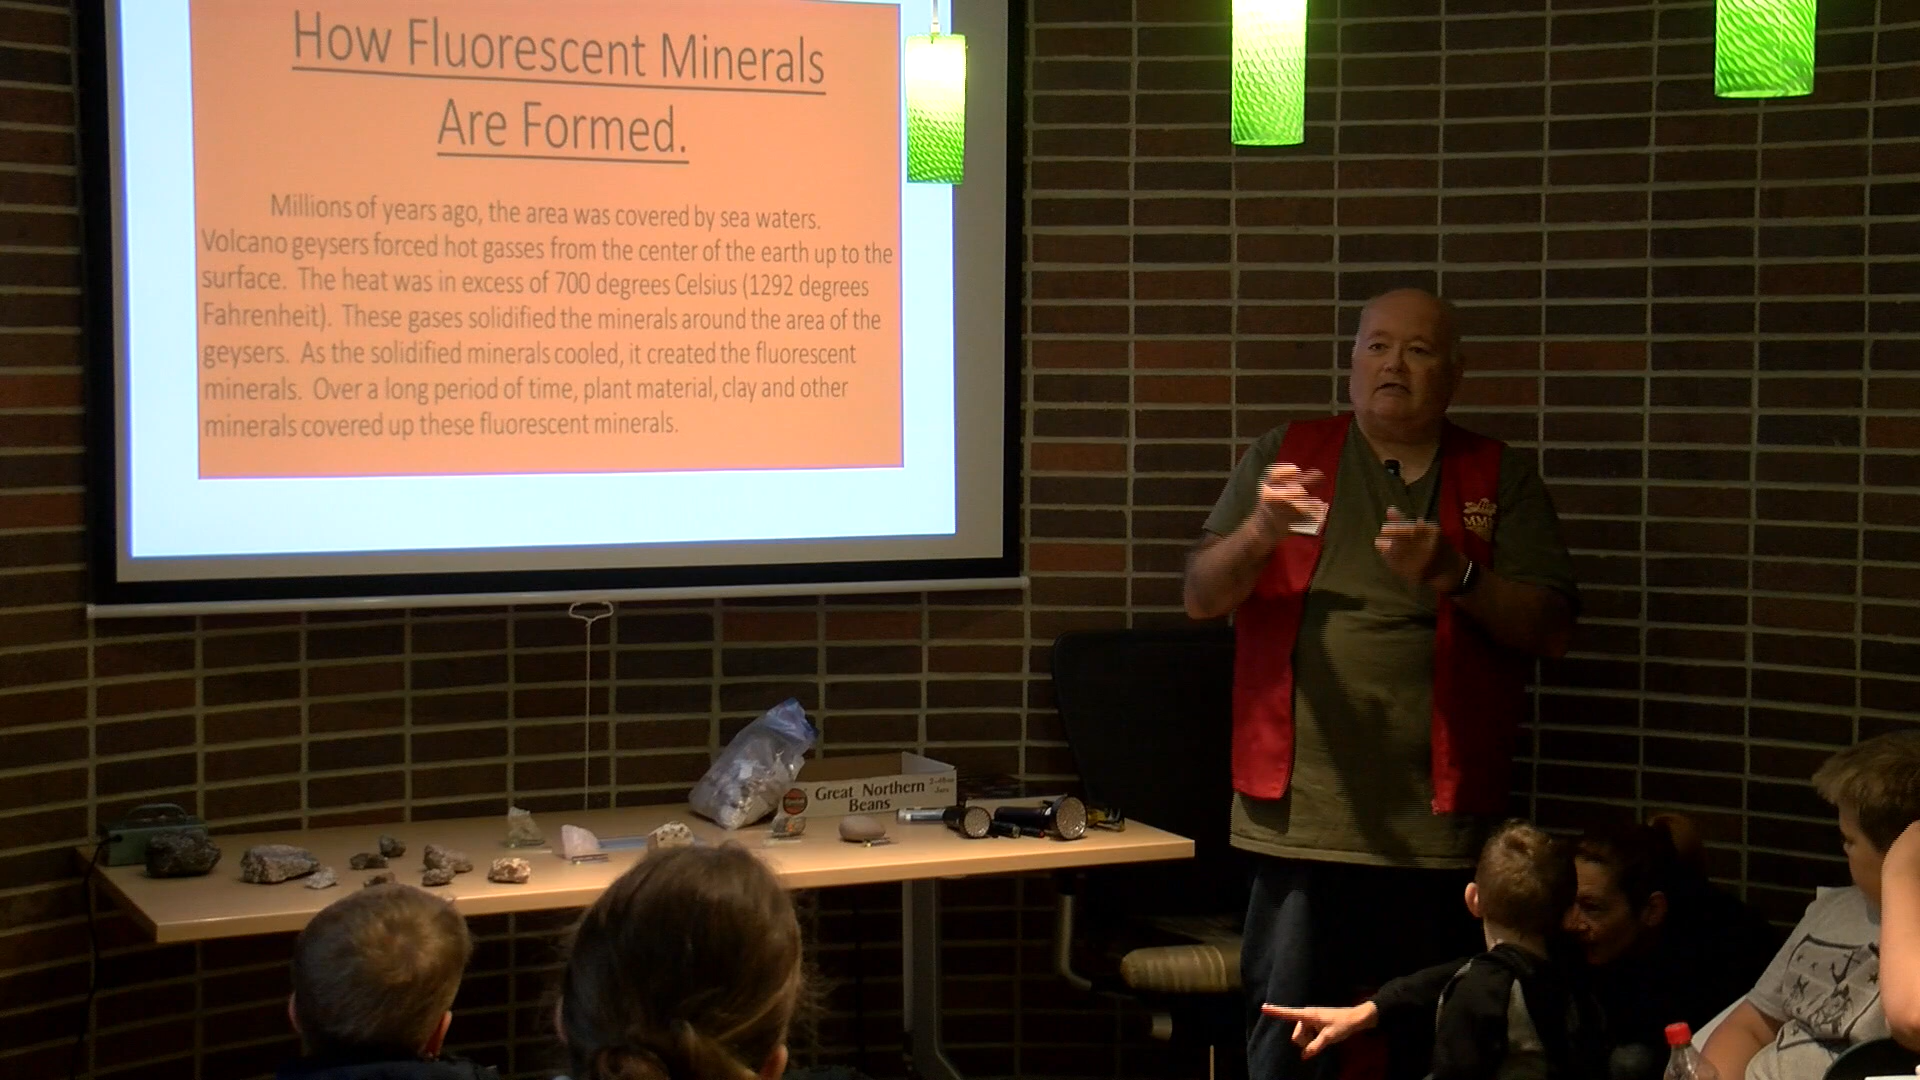 How Fluorescent Minerals
Are Formed.
Millions of years ago, the area was covered by sea waters.
Volcano geysers forced hot gasses from the center of the earth up to the
surface. The heat was in excess of 700 degrees Celsius (1292 degrees
Fahrenheit). These gases solidified the minerals around the area of the
geysers. As the solidified minerals cooled, it created the fluorescent
minerals. Over a long period of time, plant material, clay and other
minerals covered up these fluorescent minerals.
Great Northern
Beans